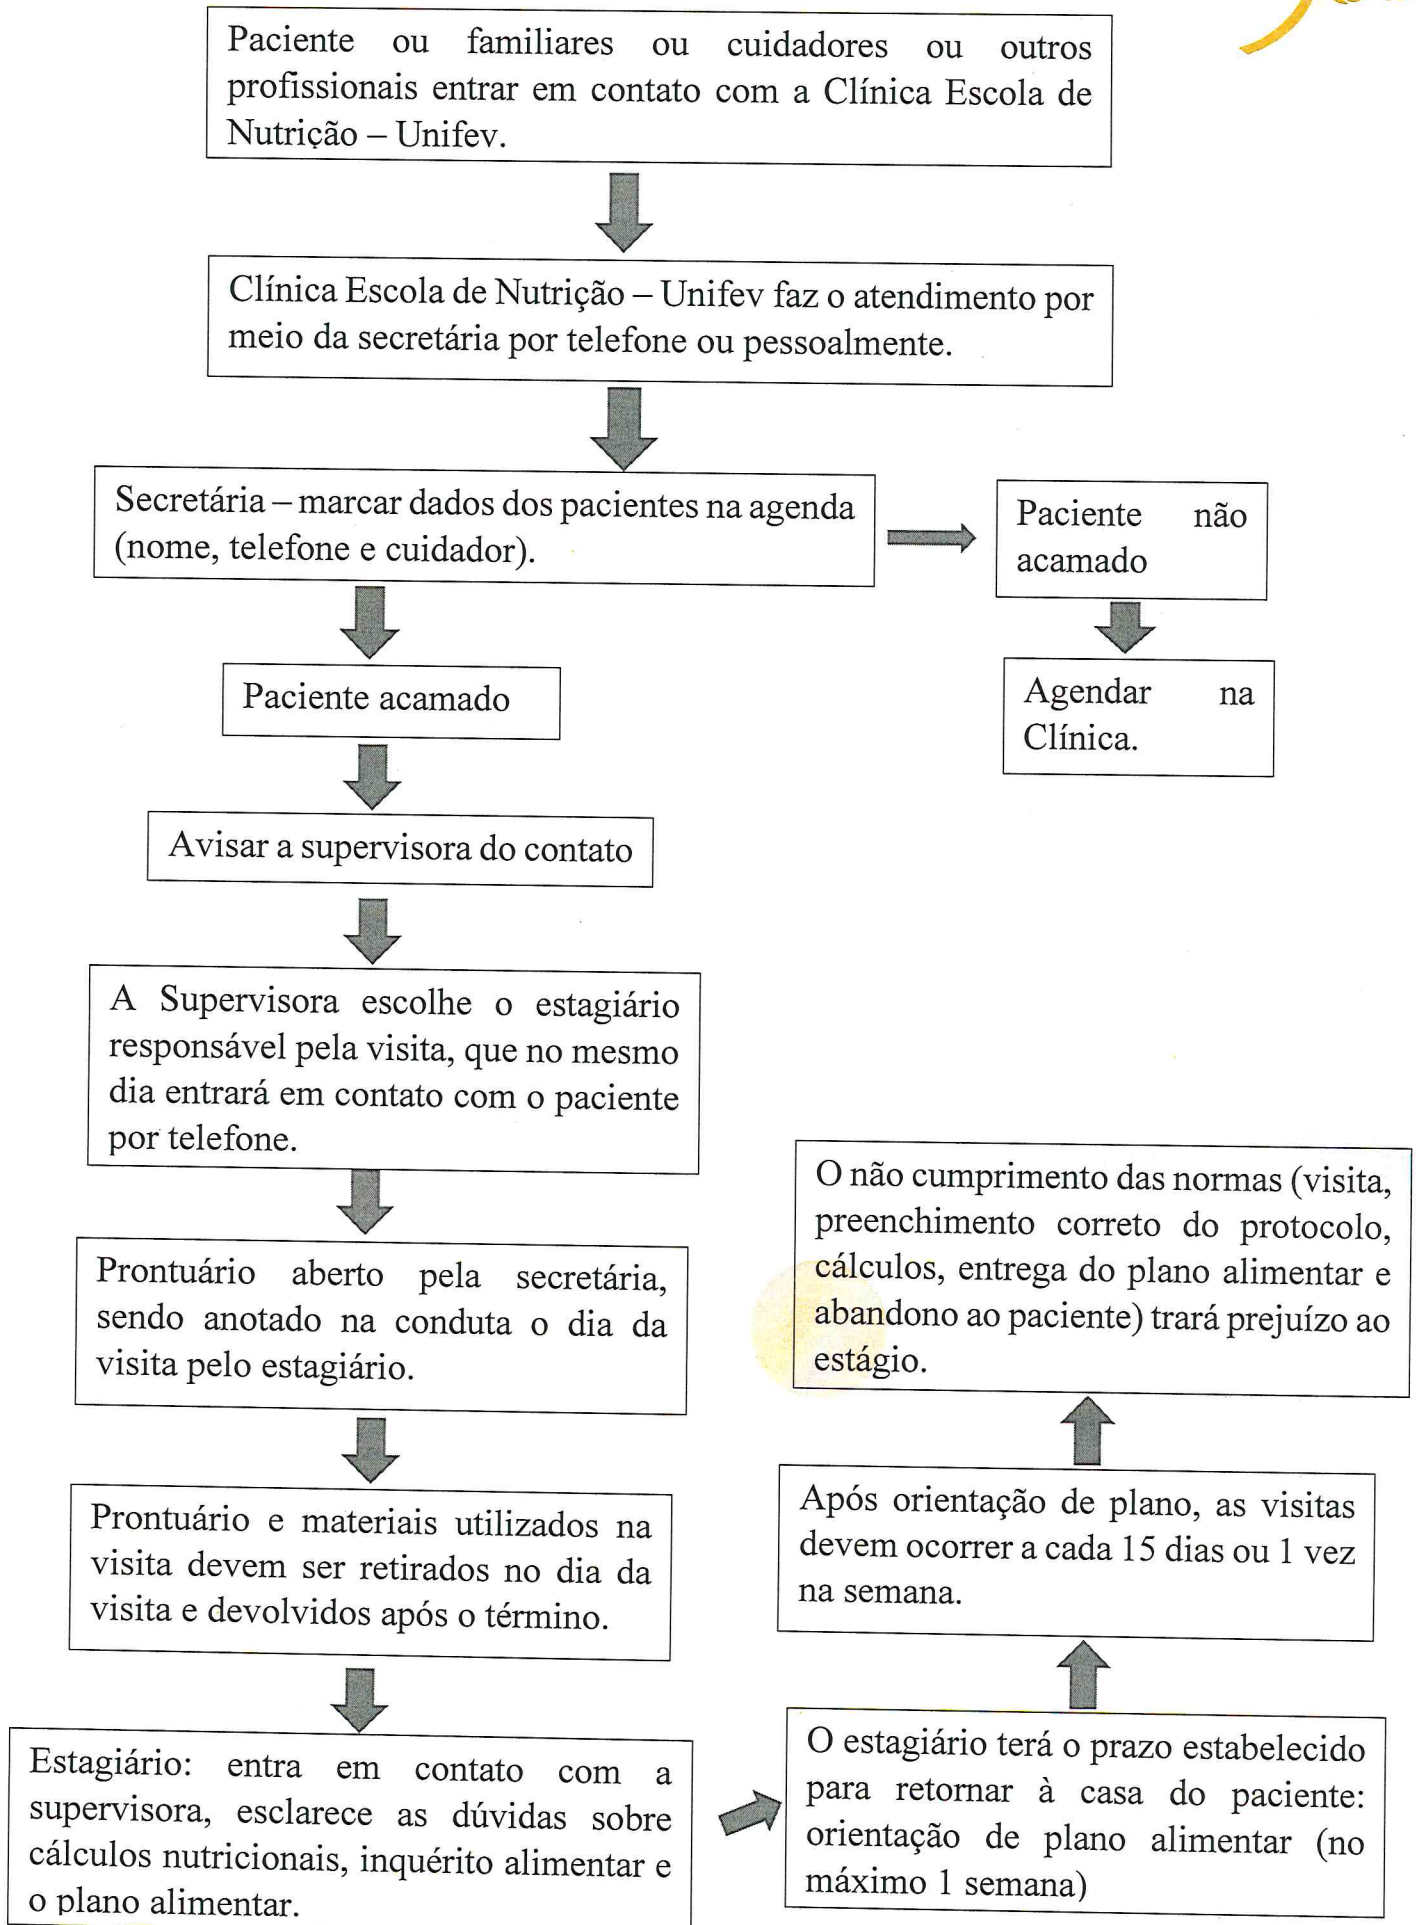 Paciente ou familiares ou cuidadores ou outros
profissionais entrar em contato com a Clínica Escola de
Nutrição – Unifev.
Clínica Escola de Nutrição – Unifev faz o atendimento por
meio da secretária por telefone ou pessoalmente.
Secretária – marcar dados dos pacientes na agenda
(nome, telefone e cuidador).
Paciente não
acamado
Agendar na
Clínica.
Paciente acamado
Avisar a supervisora do contato
A Supervisora escolhe o estagiário
responsável pela visita, que no mesmo
dia entrará em contato com o paciente
por telefone.
Prontuário aberto pela secretária,
sendo anotado na conduta o dia da
visita pelo estagiário.
Prontuário e materiais utilizados na
visita devem ser retirados no dia da
visita e devolvidos após o término.
Estagiário: entra em contato com a
supervisora, esclarece as dúvidas sobre
cálculos nutricionais, inquérito alimentar e
o plano alimentar.
O estagiário terá o prazo estabelecido
para retornar à casa do paciente:
orientação de plano alimentar (no
máximo 1 semana)
Após orientação de plano, as visitas
devem ocorrer a cada 15 dias ou 1 vez
na semana.
O não cumprimento das normas (visita,
preenchimento correto do protocolo,
cálculos, entrega do plano alimentar e
abandono ao paciente) trará prejuízo ao
estágio.